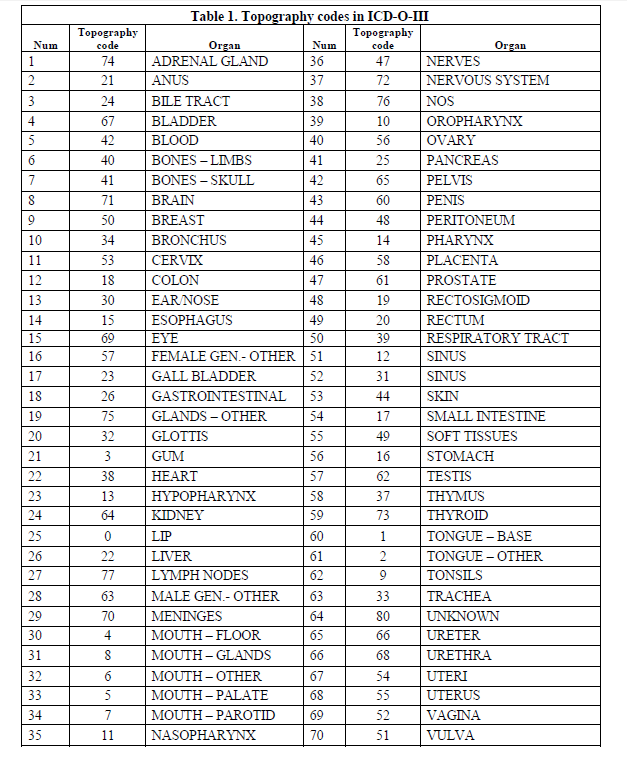 Table 1. Topography codes in ICD-O-III
Num Topography code Organ Num Topography code Organ
1 74 ADRENAL GLAND 36 47 NERVES
2 21 ANUS 37 72 NERVOUS SYSTEM
3 24 BILE TRACT 38 76 NOS
4 67 BLADDER 39 10 OROPHARYNX
5 42 BLOOD 40 56 OVARY
6 40 BONES – LIMBS 41 25 PANCREAS
7 41 BONES – SKULL 42 65 PELVIS
8 71 BRAIN 43 60 PENIS
9 50 BREAST 44 48 PERITONEUM
10 34 BRONCHUS 45 14 PHARYNX
11 53 CERVIX 46 58 PLACENTA
12 18 COLON 47 61 PROSTATE
13 30 EAR/NOSE 48 19 RECTOSIGMOID
14 15 ESOPHAGUS 49 20 RECTUM
15 69 EYE 50 39 RESPIRATORY TRACT
16 57 FEMALE GEN.- OTHER 51 12 SINUS
17 23 GALL BLADDER 52 31 SINUS
18 26 GASTROINTESTINAL 53 44 SKIN
19 75 GLANDS – OTHER 54 17 SMALL INTESTINE
20 32 GLOTTIS 55 49 SOFT TISSUES
21 3 GUM 56 16 STOMACH
22 38 HEART 57 62 TESTIS
23 13 HYPOPHARYNX 58 37 THYMUS
24 64 KIDNEY 59 73 THYROID
25 0 LIP 60 1 TONGUE – BASE
26 22 LIVER 61 2 TONGUE – OTHER
27 77 LYMPH NODES 62 9 TONSILS
28 63 MALE GEN.- OTHER 63 33 TRACHEA
29 70 MENINGES 64 80 UNKNOWN
30 4 MOUTH – FLOOR 65 66 URETER
31 8 MOUTH – GLANDS 66 68 URETHRA
32 6 MOUTH – OTHER 67 54 UTERI
33 5 MOUTH – PALATE 68 55 UTERUS
34 7 MOUTH – PAROTID 69 52 VAGINA
35 11 NASOPHARYNX 70 51 VULVA